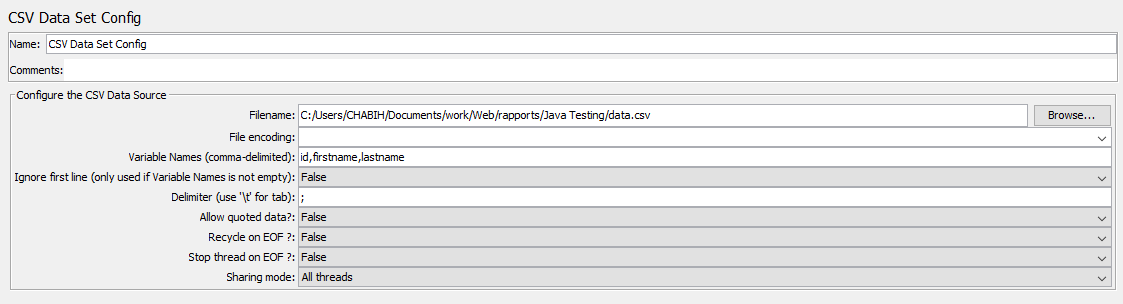 CSV Data Set Config
Name: CSV Data Set Config
Comments:
Configure the CSV Data Source
Filename: C:/Users/CHABIH/Documents/work/Web/rapports/Java Testing/data.csv Browse...
File encoding:
Variable Names (comma-delimited): id,firstname,lastname
Ignore first line (only used if Variable Names is not empty): False
Delimiter (use '\t' for tab): ;
Allow quoted data?: False
Recycle on EOF ?: False
Stop thread on EOF ?: False
Sharing mode: All threads